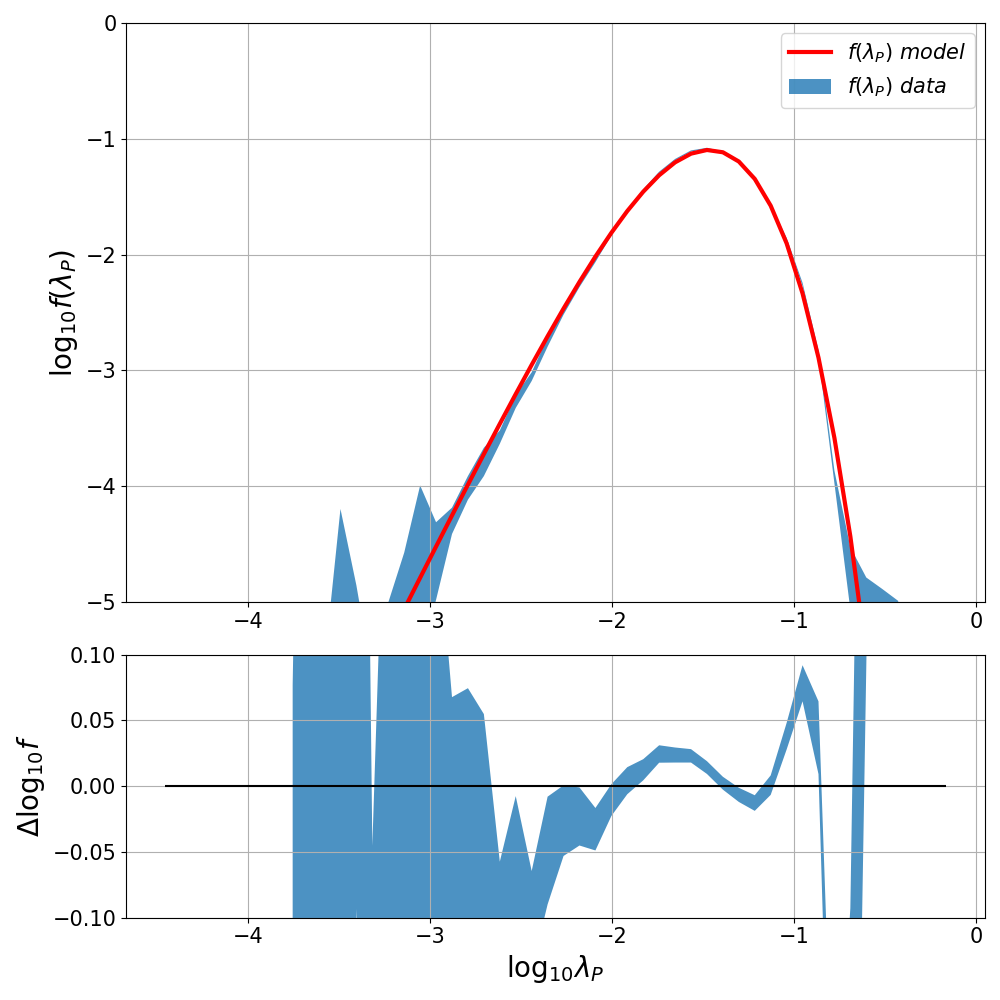 0
−1
−2
−3
−4
−5
log₁₀f(λ_P)
f(λ_P) model
f(λ_P) data
−4 −3 −2 −1 0
0.10
0.05
0.00
−0.05
−0.10
Δlog₁₀f
−4 −3 −2 −1 0
log₁₀λ_P